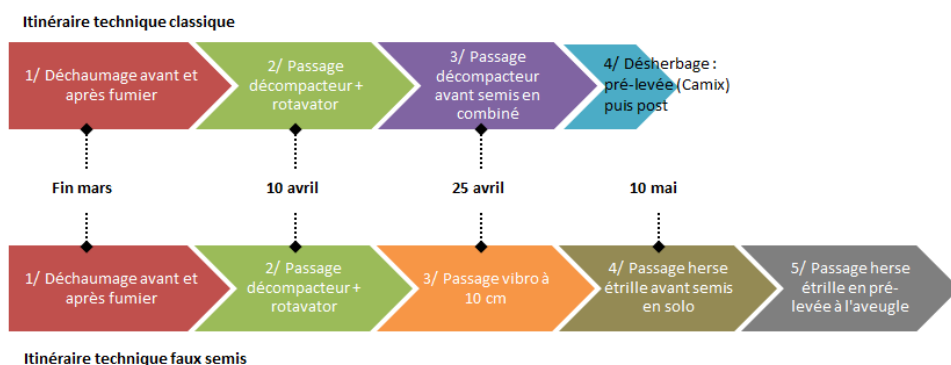 Itinéraire technique classique
1/ Déchaumage avant et
après fumier
2/ Passage
décompacteur +
rotavator
3/ Passage
décompacteur
avant semis en
combiné
4/ Désherbage :
pré-levée (Camix)
puis post
Fin mars
10 avril
25 avril
10 mai
1/ Déchaumage avant et
après fumier
2/ Passage
décompacteur +
rotavator
3/ Passage vibro à
10 cm
4/ Passage herse
étrille avant semis
en solo
5/ Passage herse
étrille en pré-
levée à l'aveugle
Itinéraire technique faux semis